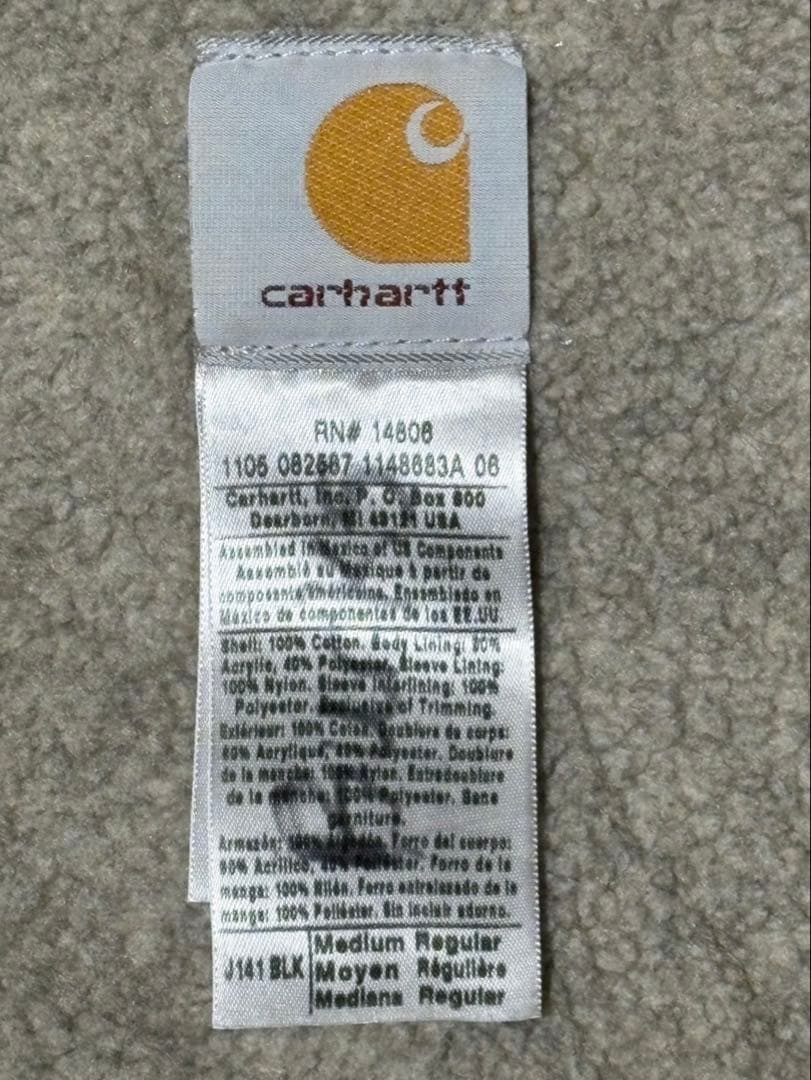 carhartt
RN# 14806
1105 082567 1148683A 06
Carhartt, Inc. P. O. Box 600
Dearborn, MI 48121 USA
Assembled in Mexico of US Components
Assemblé au Mexique à partir de
composants américains. Ensamblado en
México de componentes de los EE.UU.
Shell: 100% Cotton. Body Lining: 60%
Acrylic, 40% Polyester. Sleeve Lining:
100% Nylon. Sleeve Interlining: 100%
Polyester. Exclusive of Trimming.
Extérieur: 100% Coton. Doublure de corps:
60% Acrylique, 40% Polyester. Doublure
de la manche: 100% Nylon. Entredoublure
de la manche: 100% Polyester. Sans
garniture.
Armazón: 100% Algodón. Forro del cuerpo:
60% Acrílico, 40% Poliéster. Forro de la
manga: 100% Nilón. Forro entrelazado de la
manga: 100% Poliéster. Sin incluir adorno.
J141 BLK
Medium Regular
Moyen Régulière
Mediana Regular